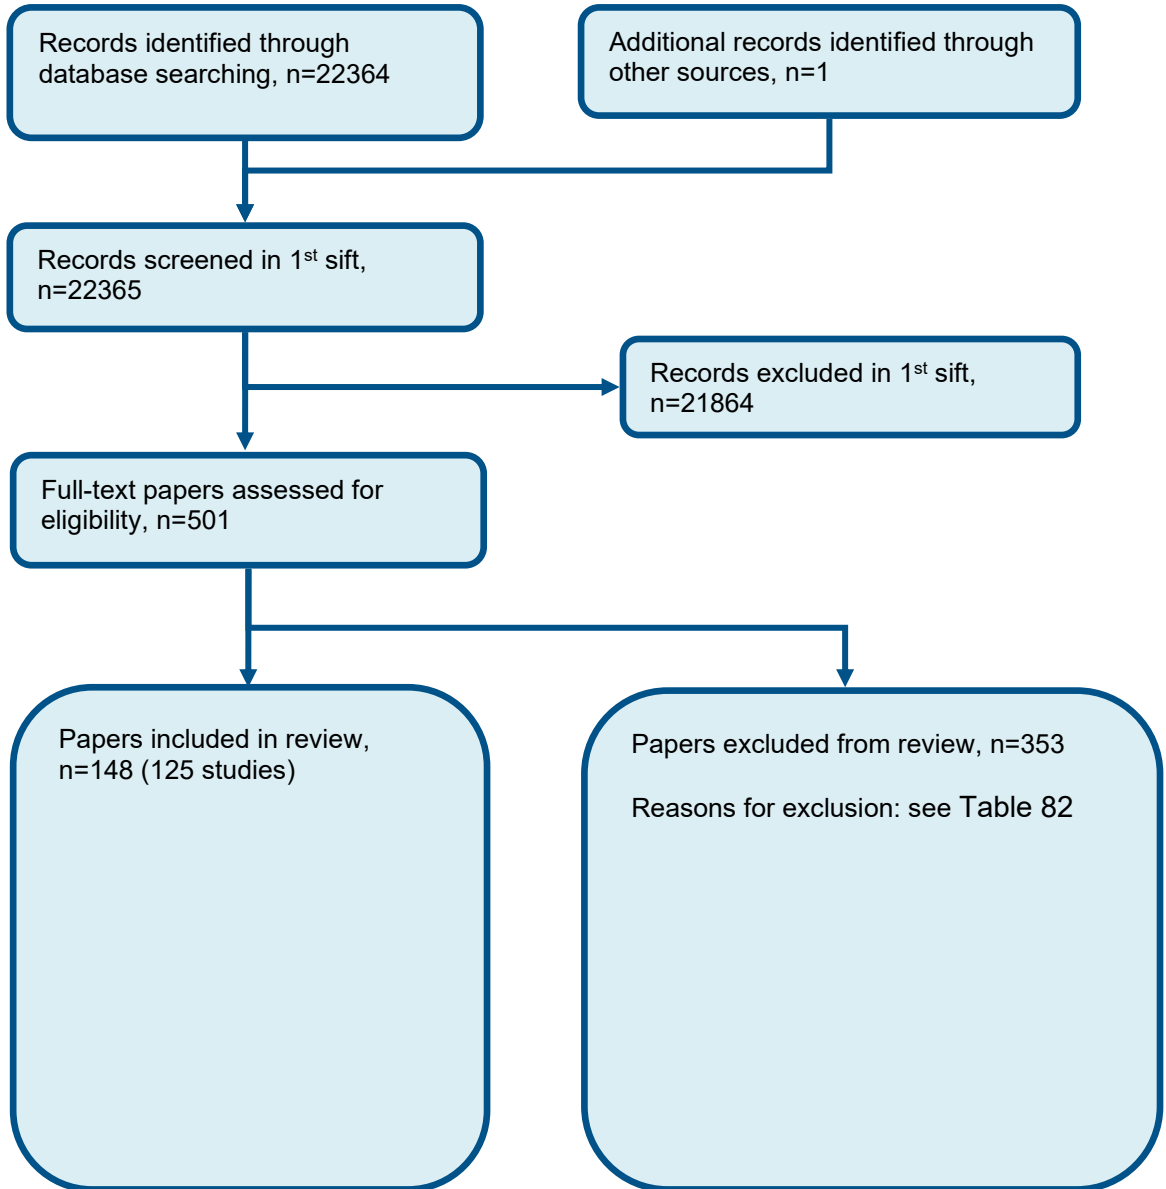 Records identified through
database searching, n=22364
Additional records identified through
other sources, n=1
Records screened in 1st sift,
n=22365
Records excluded in 1st sift,
n=21864
Full-text papers assessed for
eligibility, n=501
Papers included in review,
n=148 (125 studies)
Papers excluded from review, n=353
Reasons for exclusion: see Table 82